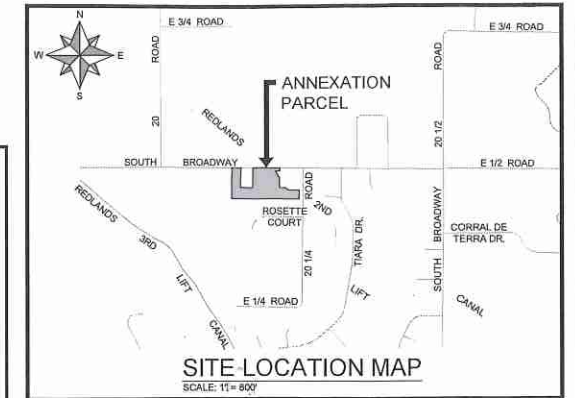 N
W
E
S
E 3/4 ROAD
E 3/4 ROAD
ROAD
20
ROAD
20 1/2
ANNEXATION
PARCEL
REDLANDS
SOUTH BROADWAY
E 1/2 ROAD
REDLANDS
3RD
LIFT
CANAL
ROSETTE
COURT
ROAD
20 1/4
2ND
TIARA DR.
LIFT
CANAL
SOUTH BROADWAY
CORRAL DE
TERRA DR.
E 1/4 ROAD
SITE LOCATION MAP
SCALE: 1" = 800'